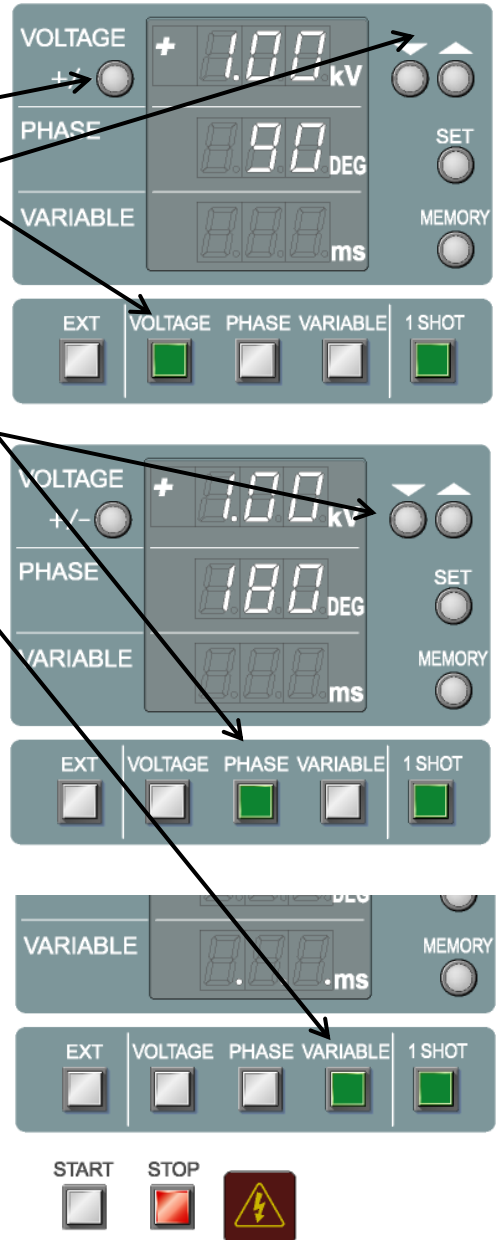 VOLTAGE + 1.00 kV
+/-
PHASE 90 DEG SET
VARIABLE ms MEMORY
EXT VOLTAGE PHASE VARIABLE 1 SHOT
VOLTAGE + 1.00 kV
+/-
PHASE 180 DEG SET
VARIABLE ms MEMORY
EXT VOLTAGE PHASE VARIABLE 1 SHOT
DEG
VARIABLE ms MEMORY
EXT VOLTAGE PHASE VARIABLE 1 SHOT
START STOP